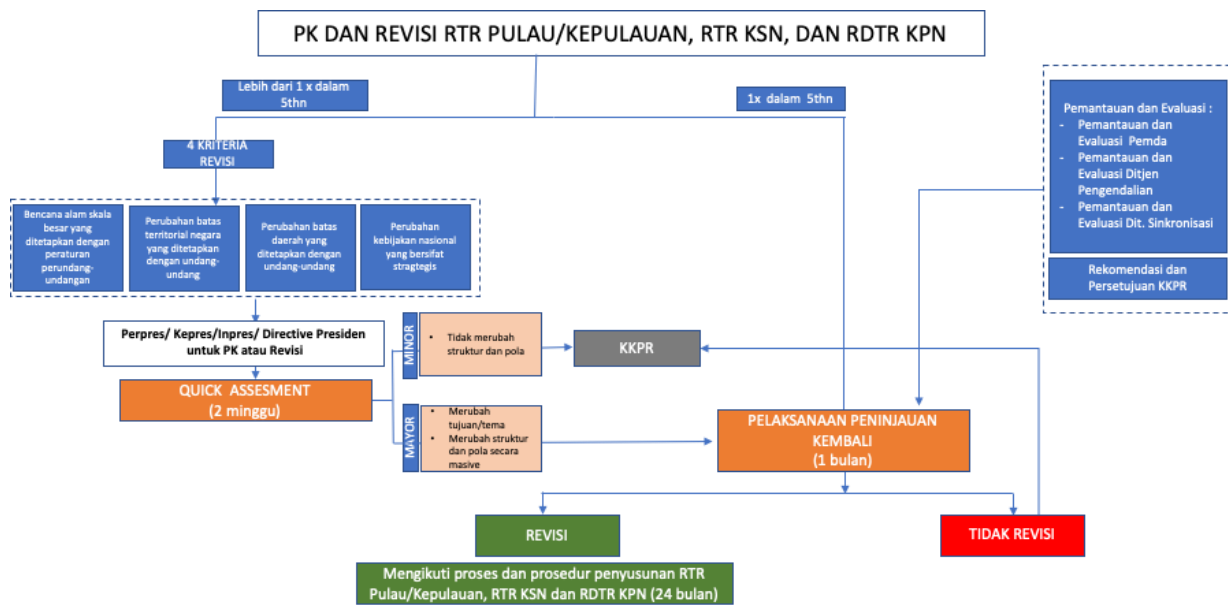 PK DAN REVISI RTR PULAU/KEPULAUAN, RTR KSN, DAN RDTR KPN
Lebih dari 1 x dalam
5thn
1x dalam 5thn
4 KRITERIA
REVISI
Bencana alam skala
besar yang
ditetapkan dengan
peraturan
perundang-
undangan
Perubahan batas
territorial negara
yang ditetapkan
dengan undang-
undang
Perubahan batas
daerah yang
ditetapkan dengan
undang-undang
Perubahan
kebijakan nasional
yang bersifat
stragtegis
Pemantauan dan Evaluasi :
- Pemantauan dan
Evaluasi Pemda
- Pemantauan dan
Evaluasi Ditjen
Pengendalian
- Pemantauan dan
Evaluasi Dit. Sinkronisasi
Rekomendasi dan
Persetujuan KKPR
Perpres/ Kepres/Inpres/ Directive Presiden
untuk PK atau Revisi
QUICK ASSESMENT
(2 minggu)
MINOR
• Tidak merubah
struktur dan pola
KKPR
MAYOR
• Merubah
tujuan/tema
• Merubah struktur
dan pola secara
masive
PELAKSANAAN PENINJAUAN
KEMBALI
(1 bulan)
REVISI
TIDAK REVISI
Mengikuti proses dan prosedur penyusunan RTR
Pulau/Kepulauan, RTR KSN dan RDTR KPN (24 bulan)